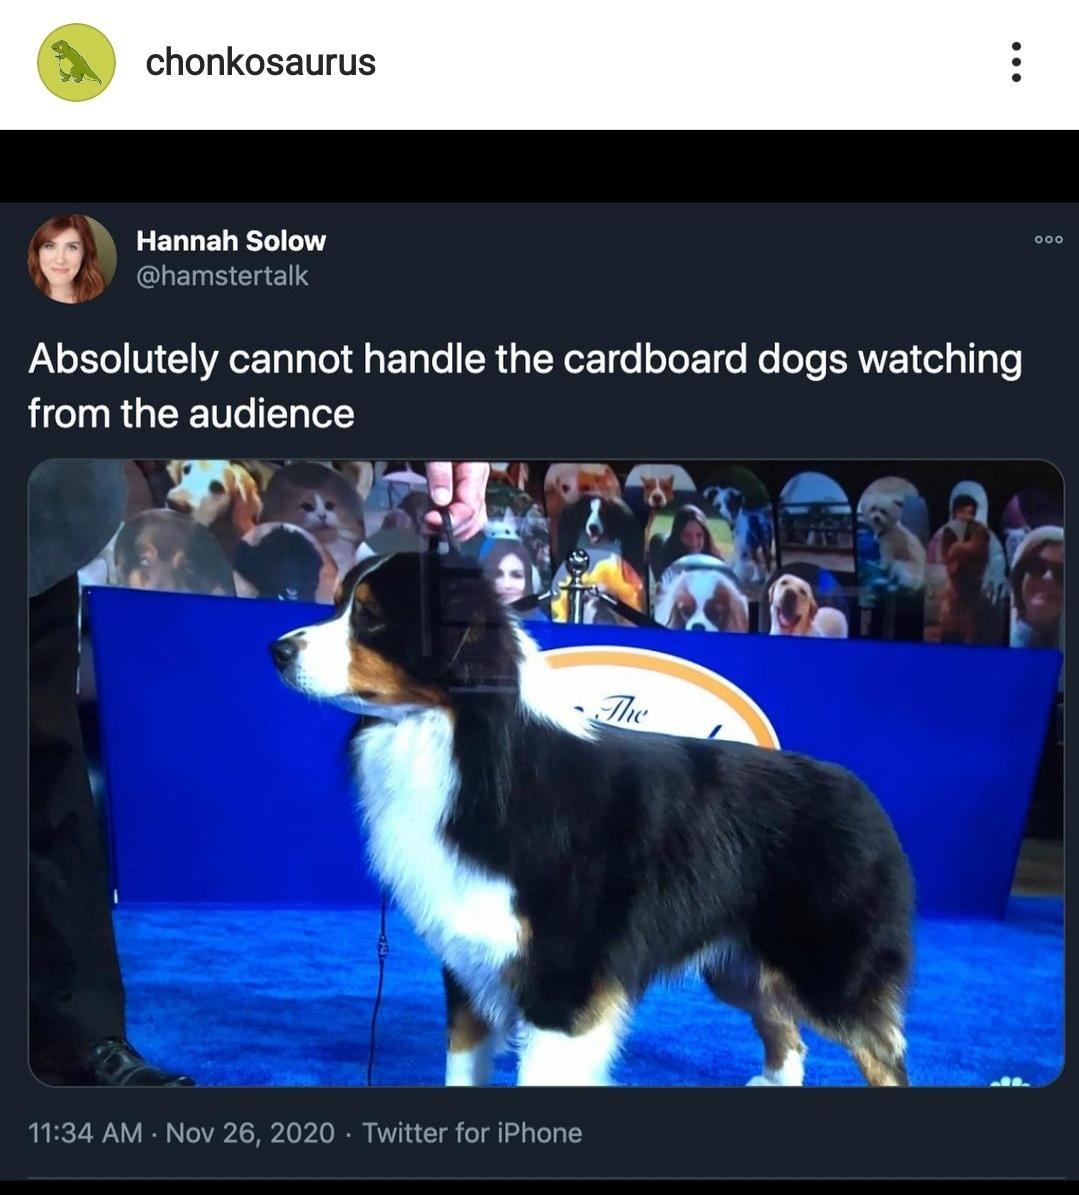 chonkosaurus
Hannah Solow
@hamstertalk
Absolutely cannot handle the cardboard dogs watching
from the audience
The
11:34 AM · Nov 26, 2020 · Twitter for iPhone